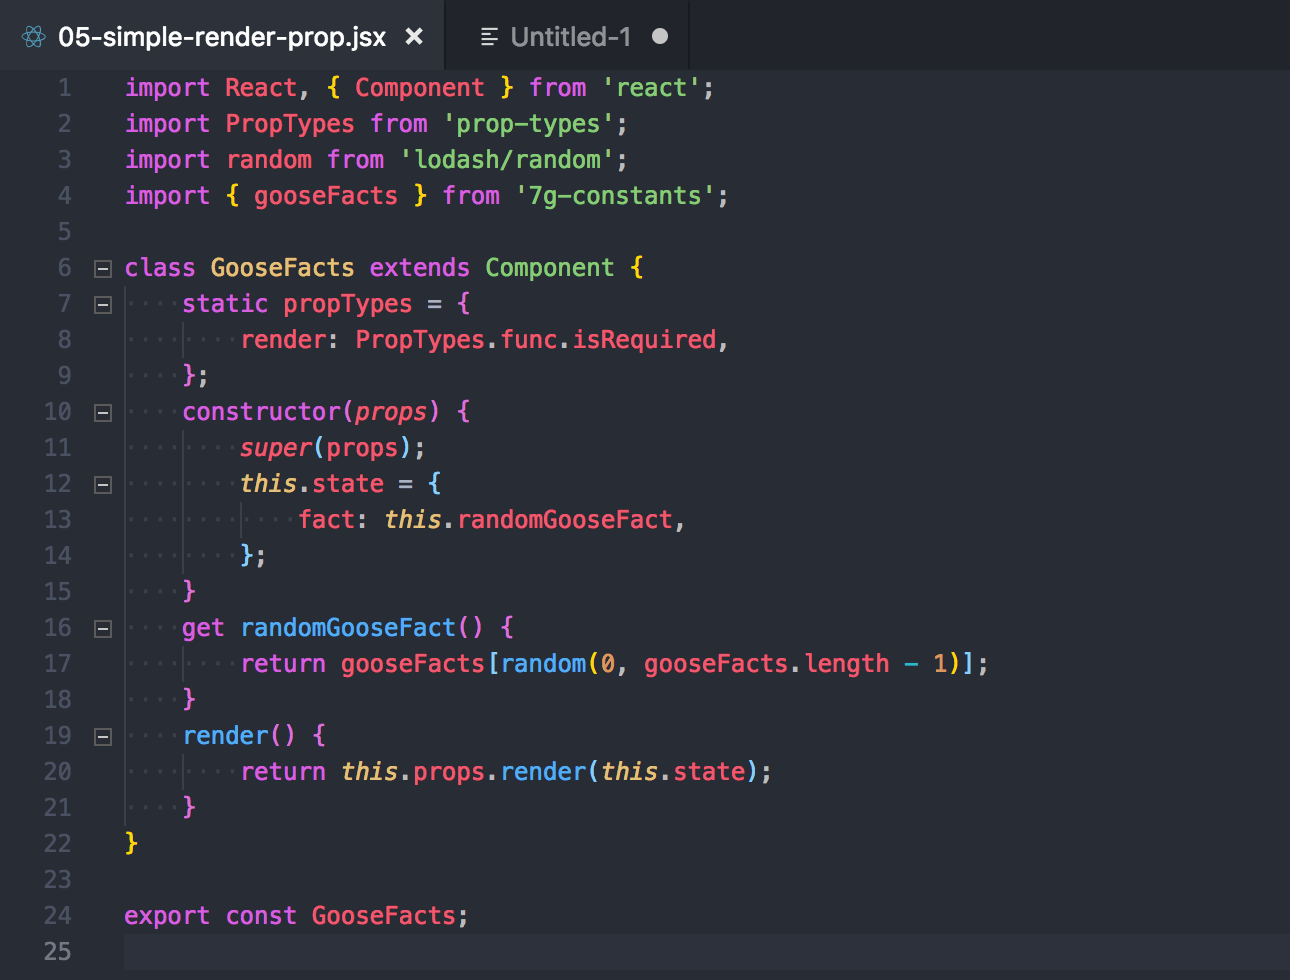 05-simple-render-prop.jsx × Untitled-1
1 import React, { Component } from 'react';
2 import PropTypes from 'prop-types';
3 import random from 'lodash/random';
4 import { gooseFacts } from '7g-constants';
5
6 class GooseFacts extends Component {
7     static propTypes = {
8         render: PropTypes.func.isRequired,
9     };
10     constructor(props) {
11         super(props);
12         this.state = {
13             fact: this.randomGooseFact,
14         };
15     }
16     get randomGooseFact() {
17         return gooseFacts[random(0, gooseFacts.length - 1)];
18     }
19     render() {
20         return this.props.render(this.state);
21     }
22 }
23
24 export const GooseFacts;
25